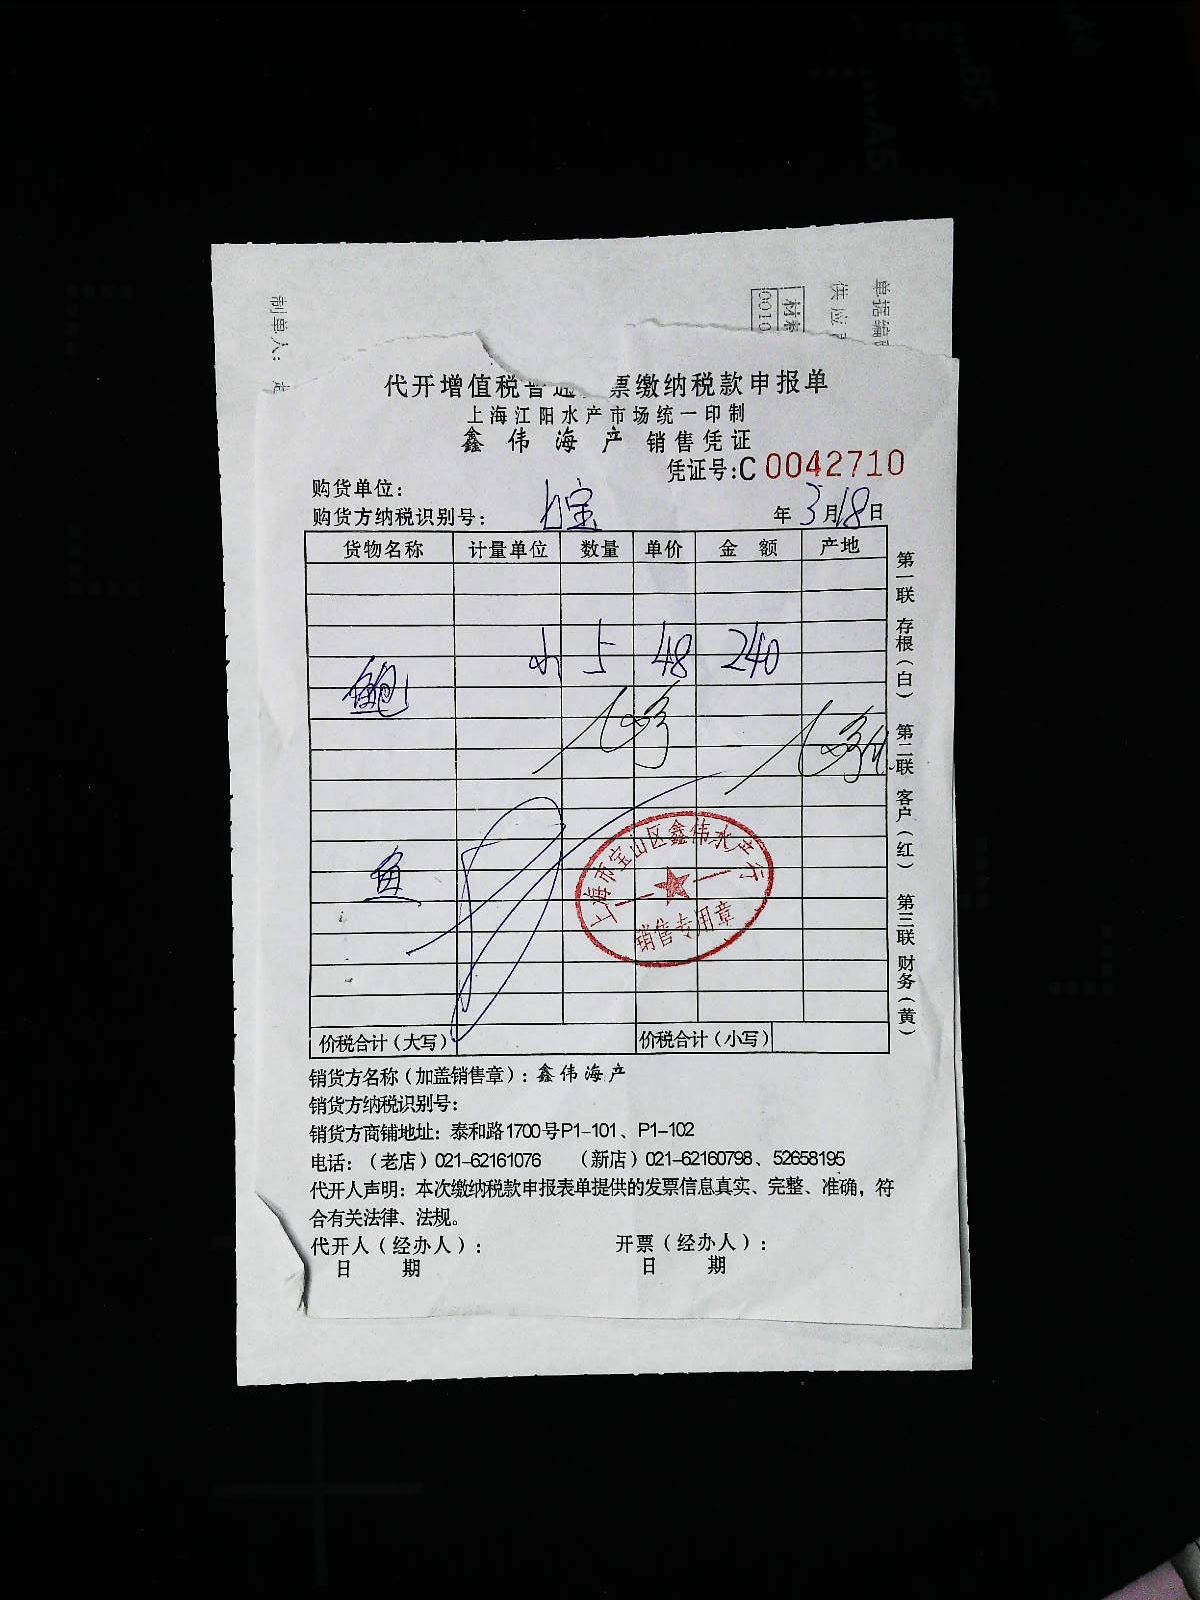 单据编
供应
材
0010
制单人：
代开增值税普通 票缴纳税款申报单
上海江阳水产市场统一印制
鑫伟海产 销售凭证
凭证号:C 0042710
购货单位：
购货方纳税识别号： 七宝 年 3月18日
货物名称 计量单位 数量 单价 金额 产地
鲍 小 5 48 240
鱼
上海市宝山区鑫伟水产行
销售专用章
价税合计（大写） 价税合计（小写）
第一联 存根（白） 第二联 客户（红） 第三联 财务（黄）
销货方名称（加盖销售章）：鑫伟海产
销货方纳税识别号：
销货方商铺地址：泰和路1700号P1-101、P1-102
电话：（老店）021-62161076 （新店）021-62160798、52658195
代开人声明：本次缴纳税款申报表单提供的发票信息真实、完整、准确，符
合有关法律、法规。
代开人（经办人）： 开票（经办人）：
日 期 日 期